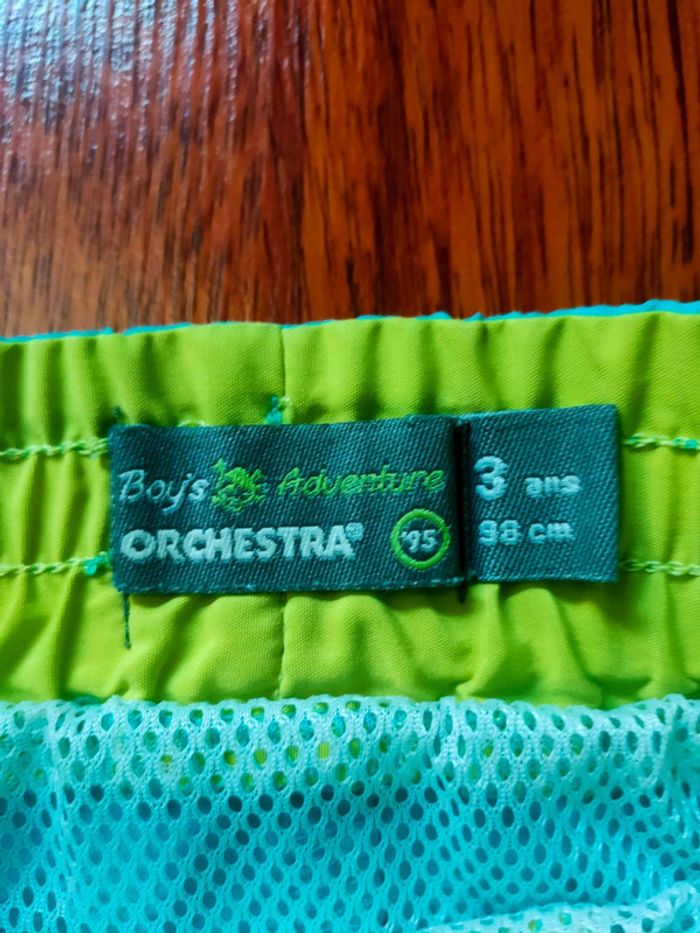 Boy's Adventure
ORCHESTRA® '95
3 ans
98 cm